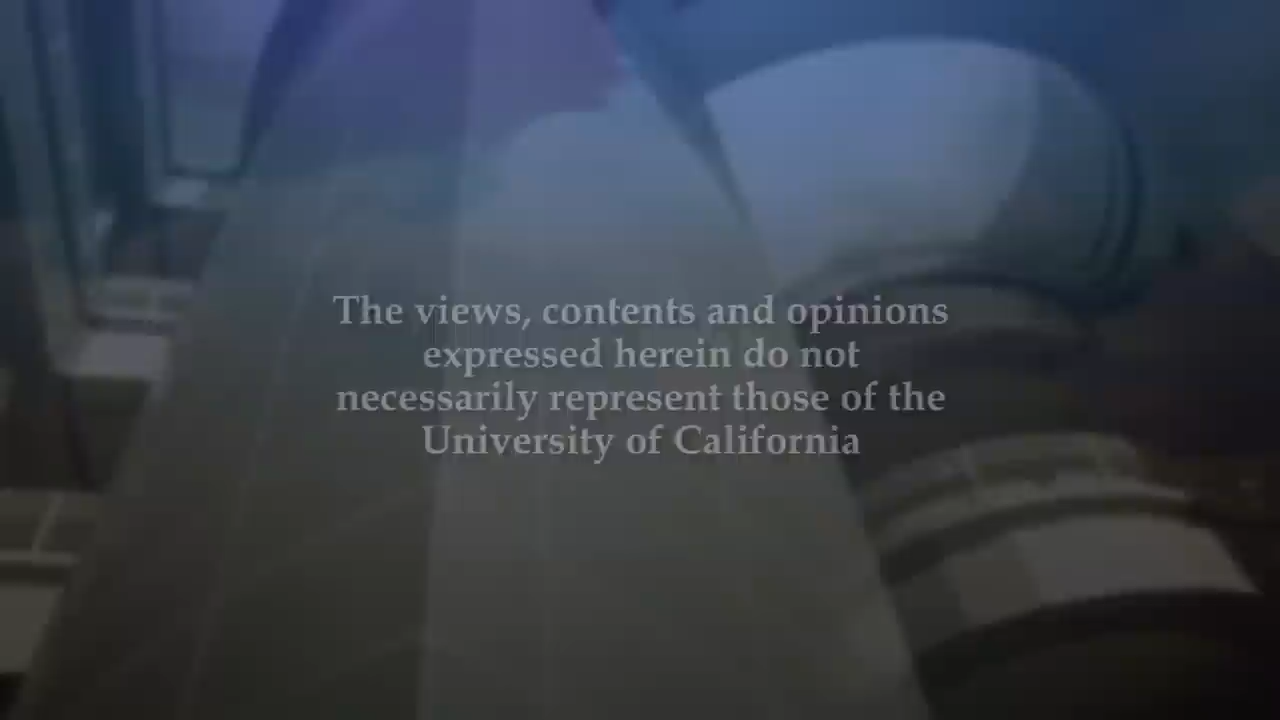 The views, contents and opinions
expressed herein do not
necessarily represent those of the
University of California